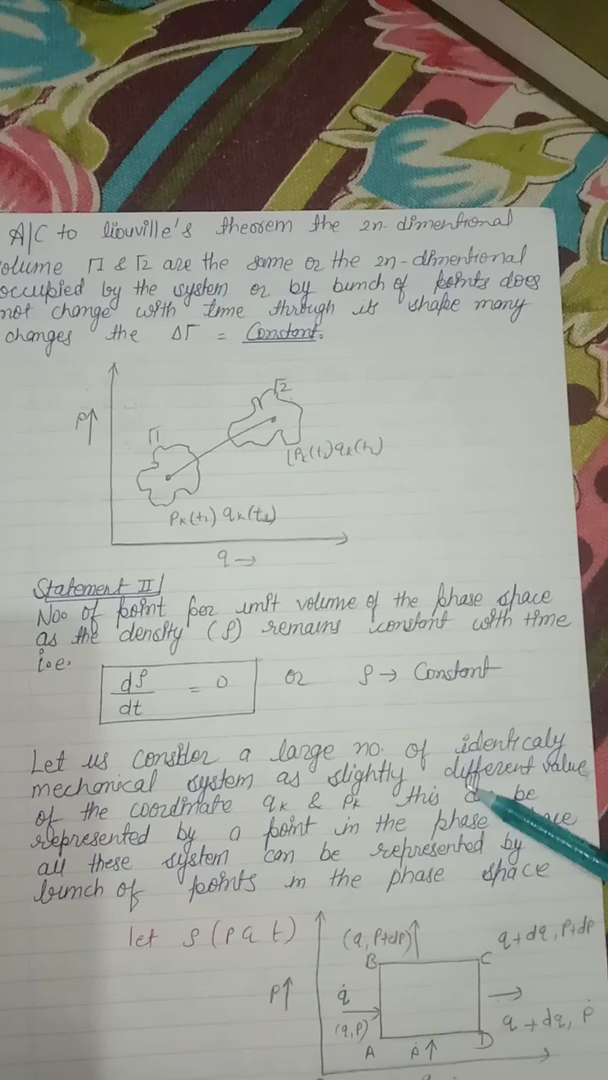 A/C to liouville's theorem the 2n-dimentional
volume Γ1 & Γ2 are the same or the 2n-dimentional
occupied by the system or by bunch of points does
not change with time through its shape many
changes the ΔΓ = Constant.
P↑
Γ1
Γ2
[Pk(t2)qk(t2)
Pk(t1) qk(t1)
q →
Statement II
Noo of point per unit volume of the phase space
as the density (ρ) remains constant with time
i.e.
dρ/dt = 0 or ρ → Constant
Let us consider a large no. of identicaly
mechonical system as slightly different value
of the coordinate qk & Pk this be
represented by a point in the phase
all these system can be represented by
bunch of points in the phase space
let ρ(p q t)
(q, P+dp)↑
q+dq, P+dp
B
C
P↑
q̇
→
(q, P)
q+dq, ṗ
A
ṗ↑
D